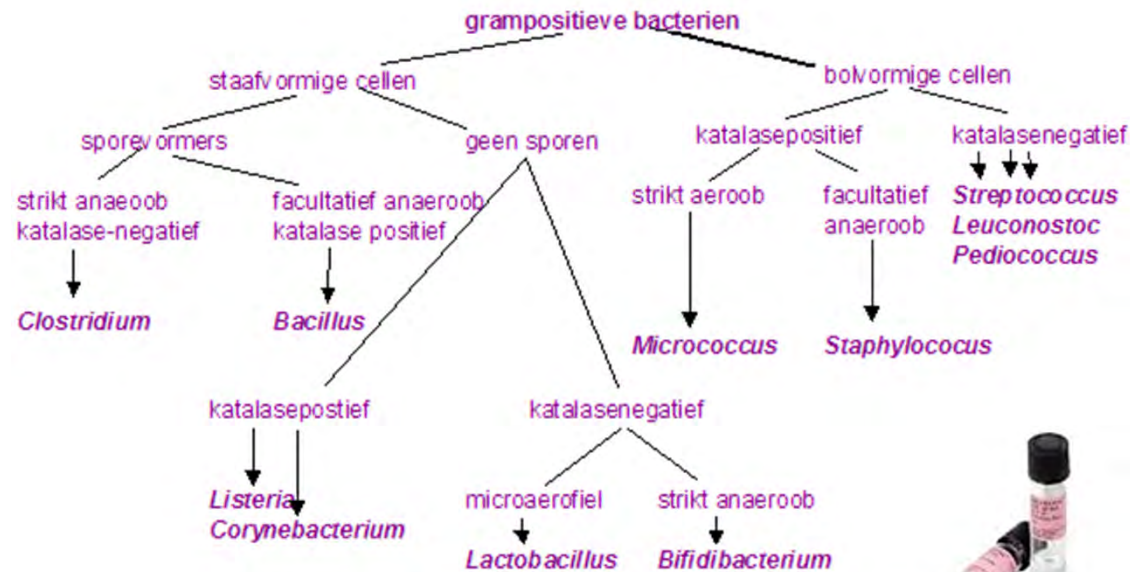 grampositieve bacterien
staafvormige cellen
bolvormige cellen
sporevormers
geen sporen
katalasepositief
katalasenegatief
strikt anaeoob
katalase-negatief
facultatief anaeroob
katalase positief
strikt aeroob
facultatief
anaeroob
Streptococcus
Leuconostoc
Pediococcus
Clostridium
Bacillus
Micrococcus
Staphylococus
katalasepostief
katalasenegatief
Listeria
Corynebacterium
microaerofiel
strikt anaeroob
Lactobacillus
Bifidibacterium